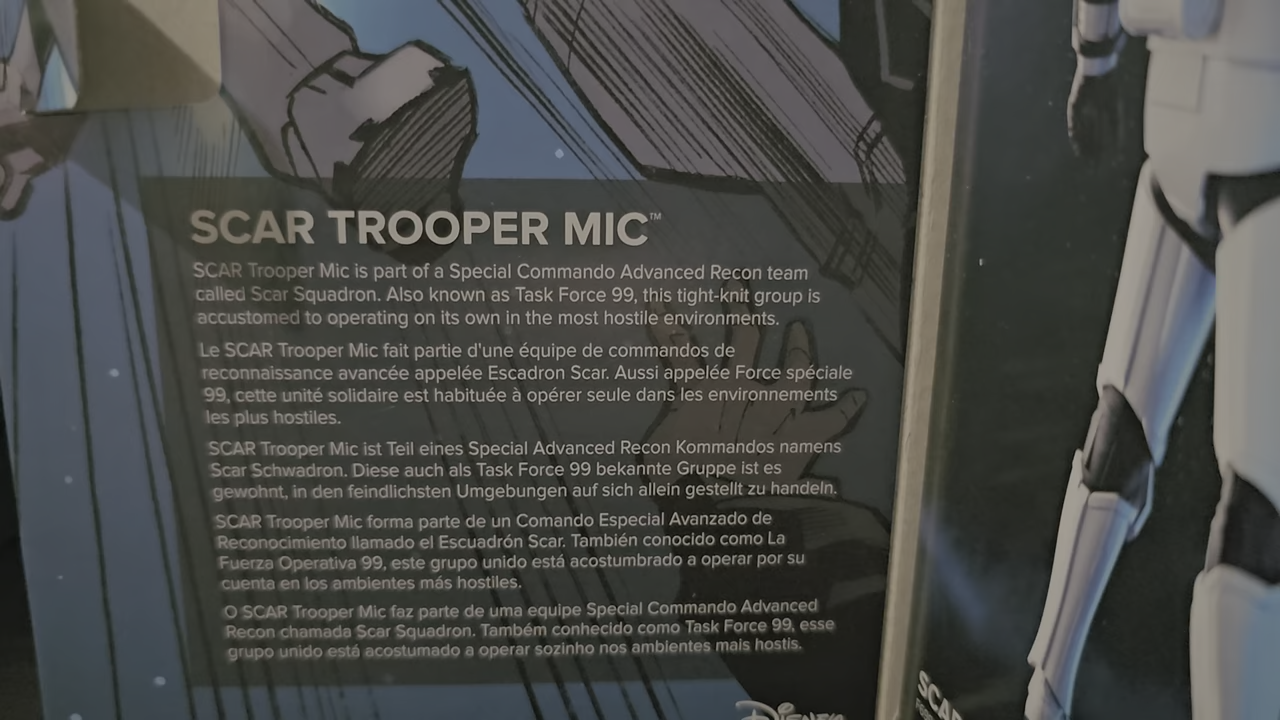 SCAR TROOPER MIC™
SCAR Trooper Mic is part of a Special Commando Advanced Recon team
called Scar Squadron. Also known as Task Force 99, this tight-knit group is
accustomed to operating on its own in the most hostile environments.
Le SCAR Trooper Mic fait partie d'une équipe de commandos de
reconnaissance avancée appelée Escadron Scar. Aussi appelée Force spéciale
99, cette unité solidaire est habituée à opérer seule dans les environnements
les plus hostiles.
SCAR Trooper Mic ist Teil eines Special Advanced Recon Kommandos namens
Scar Schwadron. Diese auch als Task Force 99 bekannte Gruppe ist es
gewohnt, in den feindlichsten Umgebungen auf sich allein gestellt zu handeln.
SCAR Trooper Mic forma parte de un Comando Especial Avanzado de
Reconocimiento llamado el Escuadrón Scar. También conocido como La
Fuerza Operativa 99, este grupo unido está acostumbrado a operar por su
cuenta en los ambientes más hostiles.
O SCAR Trooper Mic faz parte de uma equipe Special Commando Advanced
Recon chamada Scar Squadron. Também conhecido como Task Force 99, esse
grupo unido está acostumado a operar sozinho nos ambientes mais hostis.
Disney
SCAR